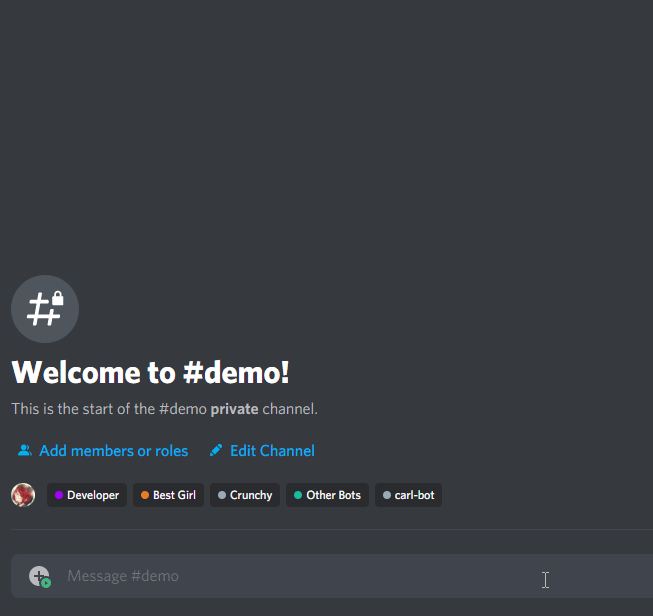 Welcome to #demo!
This is the start of the #demo private channel.
Add members or roles Edit Channel
Developer Best Girl Crunchy Other Bots carl-bot
Message #demo